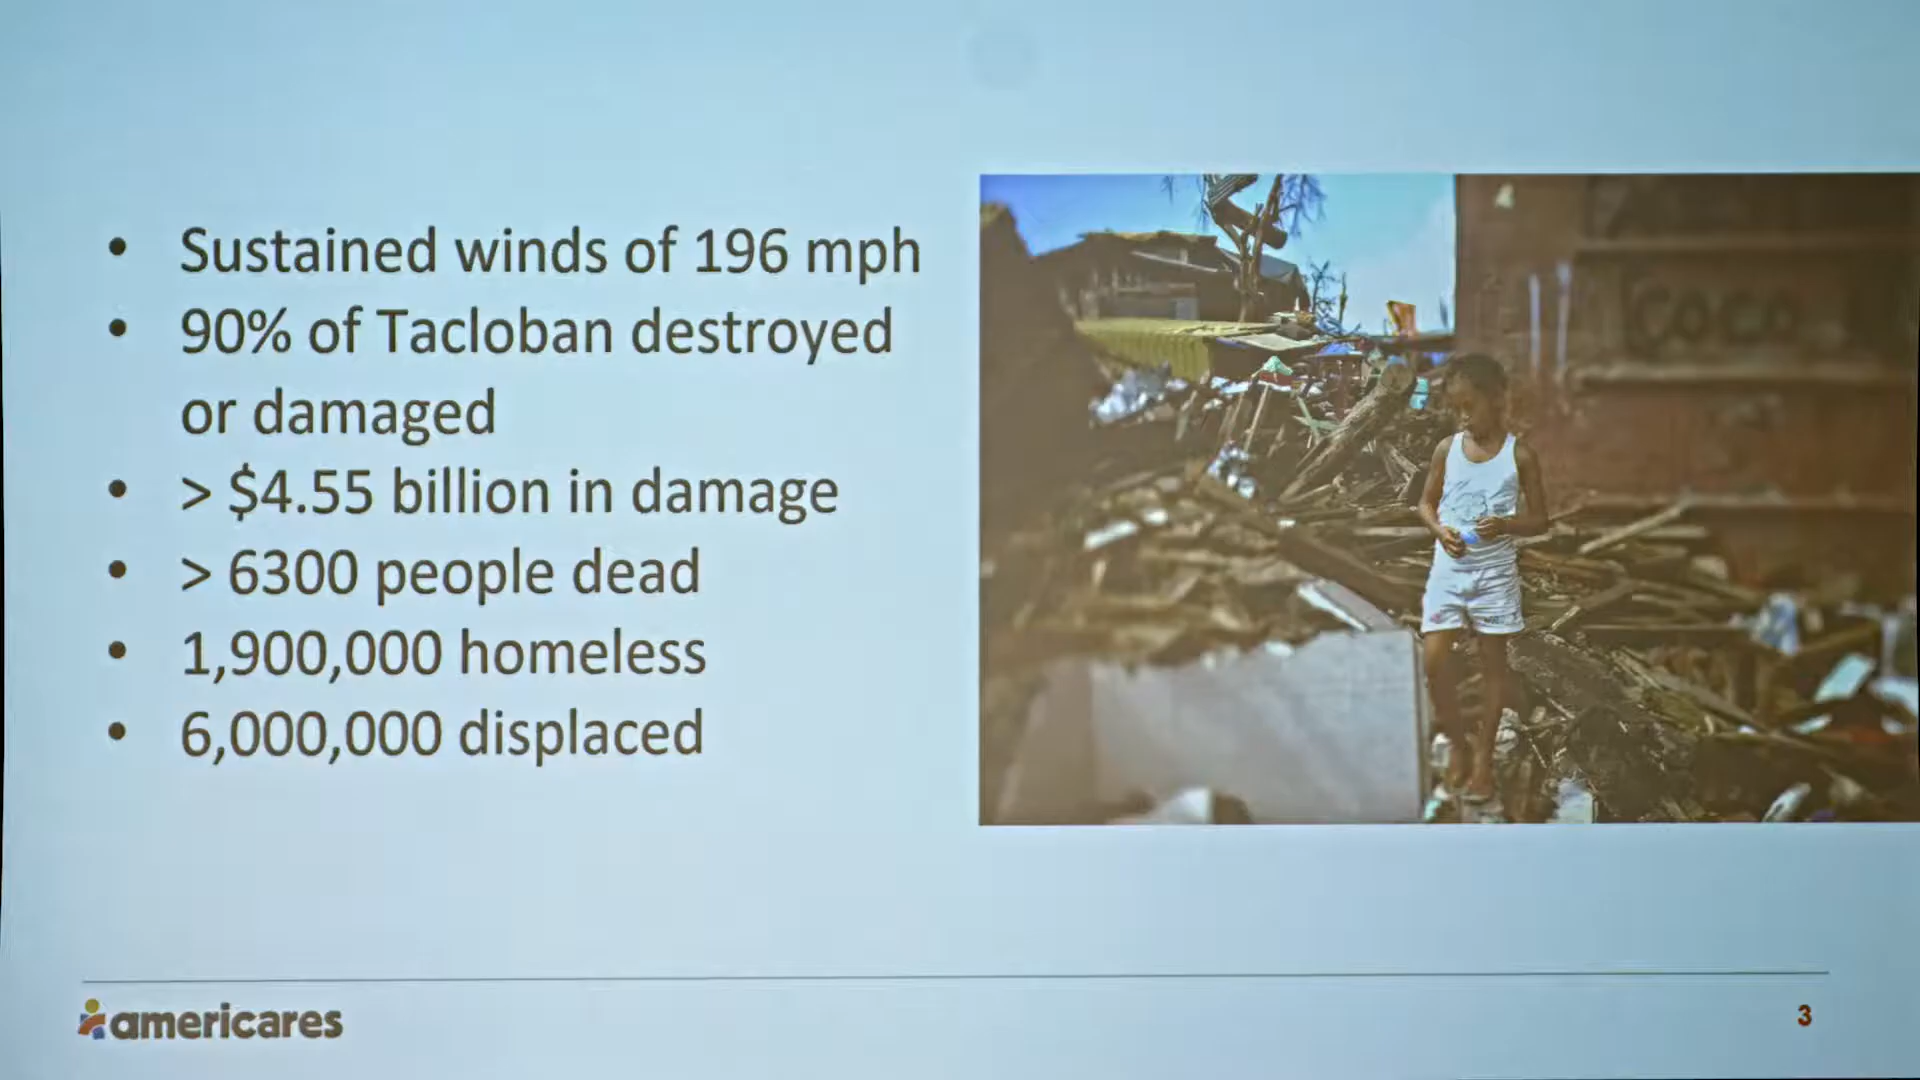 • Sustained winds of 196 mph
• 90% of Tacloban destroyed
or damaged
• > $4.55 billion in damage
• > 6300 people dead
• 1,900,000 homeless
• 6,000,000 displaced
COCO
americares
3